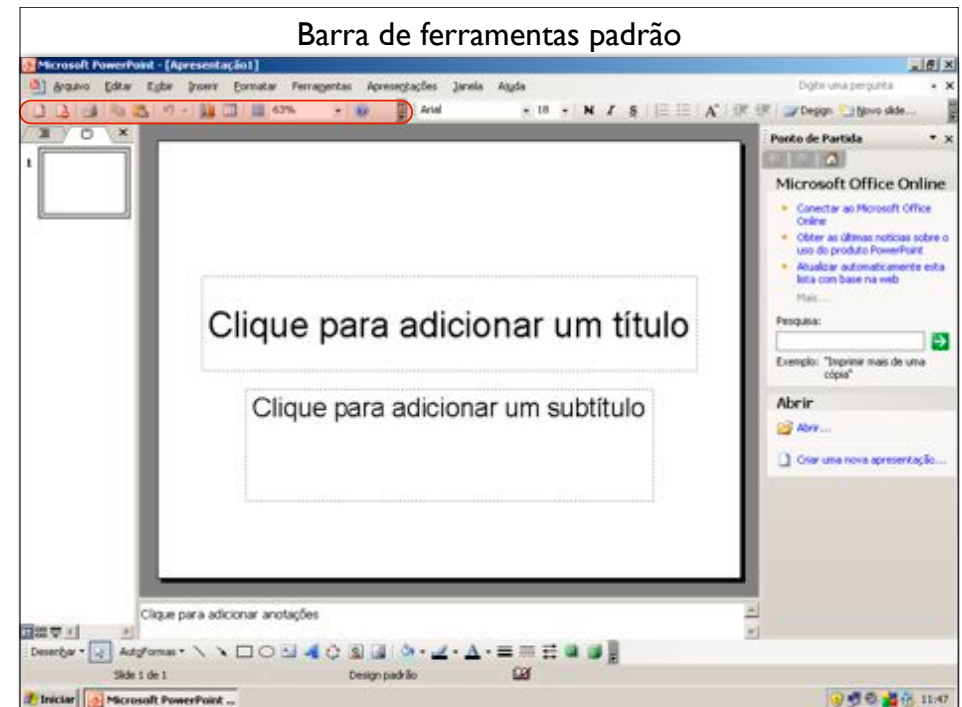 Barra de ferramentas padrão
Microsoft PowerPoint - [Apresentação1]
Arquivo Editar Exibir Inserir Formatar Ferramentas Apresentações Janela Ajuda Digite uma pergunta
63% Arial 18 N I S A Design Novo slide...
Ponto de Partida
1
Microsoft Office Online
Conectar ao Microsoft Office
Online
Obter as últimas notícias sobre o
uso do produto PowerPoint
Atualizar automaticamente esta
lista com base na web
Mais...
Pesquisa:
Exemplo: "Imprimir mais de uma
cópia"
Abrir
Abrir...
Criar uma nova apresentação...
Clique para adicionar um título
Clique para adicionar um subtítulo
Clique para adicionar anotações
Desenhar AutoFormas A
Slide 1 de 1 Design padrão
Iniciar Microsoft PowerPoint ... 11:47